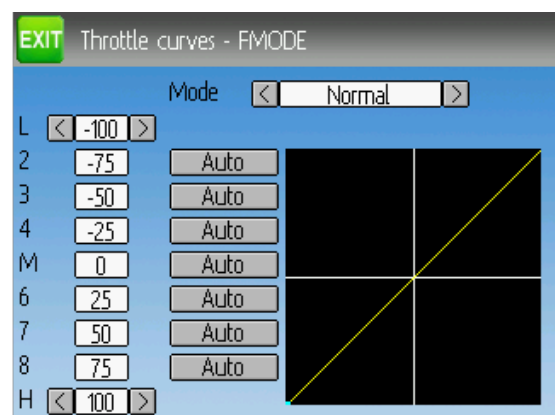 EXIT Throttle curves - FMODE
Mode < Normal >
L < -100 >
2 -75 Auto
3 -50 Auto
4 -25 Auto
M 0 Auto
6 25 Auto
7 50 Auto
8 75 Auto
H < 100 >